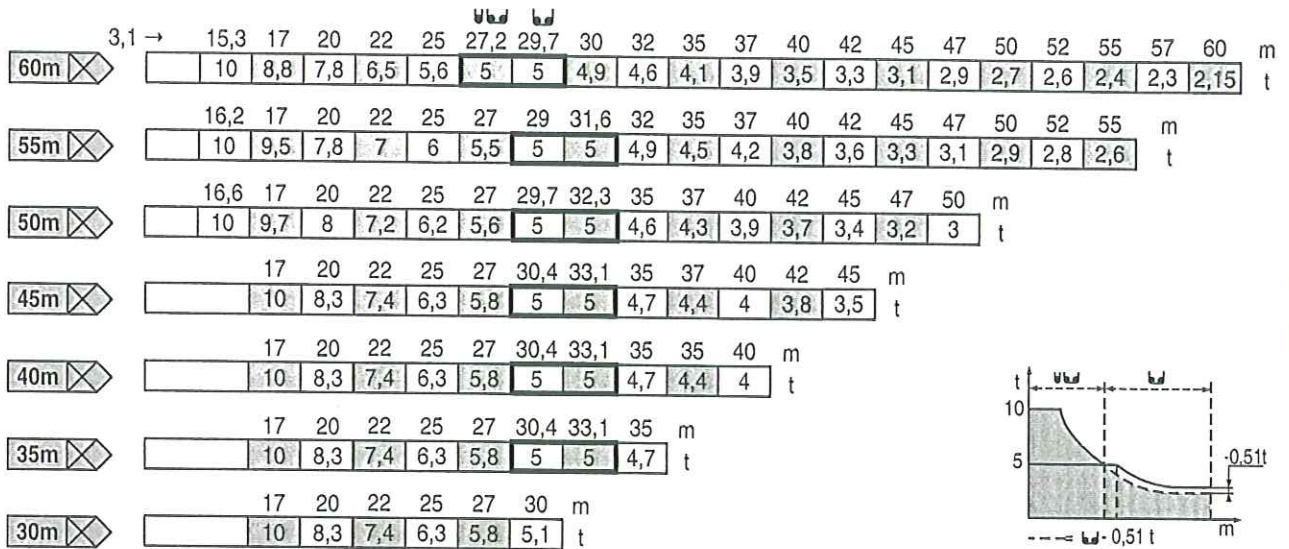 3,1 → 15,3 17 20 22 25 27,2 29,7 30 32 35 37 40 42 45 47 50 52 55 57 60 m
60m 10 8,8 7,8 6,5 5,6 5 5 4,9 4,6 4,1 3,9 3,5 3,3 3,1 2,9 2,7 2,6 2,4 2,3 2,15 t
16,2 17 20 22 25 27 29 31,6 32 35 37 40 42 45 47 50 52 55 m
55m 10 9,5 7,8 7 6 5,5 5 5 4,9 4,5 4,2 3,8 3,6 3,3 3,1 2,9 2,8 2,6 t
16,6 17 20 22 25 27 29,7 32,3 35 37 40 42 45 47 50 m
50m 10 9,7 8 7,2 6,2 5,6 5 5 4,6 4,3 3,9 3,7 3,4 3,2 3 t
17 20 22 25 27 30,4 33,1 35 37 40 42 45 m
45m 10 8,3 7,4 6,3 5,8 5 5 4,7 4,4 4 3,8 3,5 t
17 20 22 25 27 30,4 33,1 35 35 40 m
40m 10 8,3 7,4 6,3 5,8 5 5 4,7 4,4 4 t
17 20 22 25 27 30,4 33,1 35 m
35m 10 8,3 7,4 6,3 5,8 5 5 4,7 t
17 20 22 25 27 30 m
30m 10 8,3 7,4 6,3 5,8 5,1 t
t
10
5
-0,51t
m
- 0,51 t